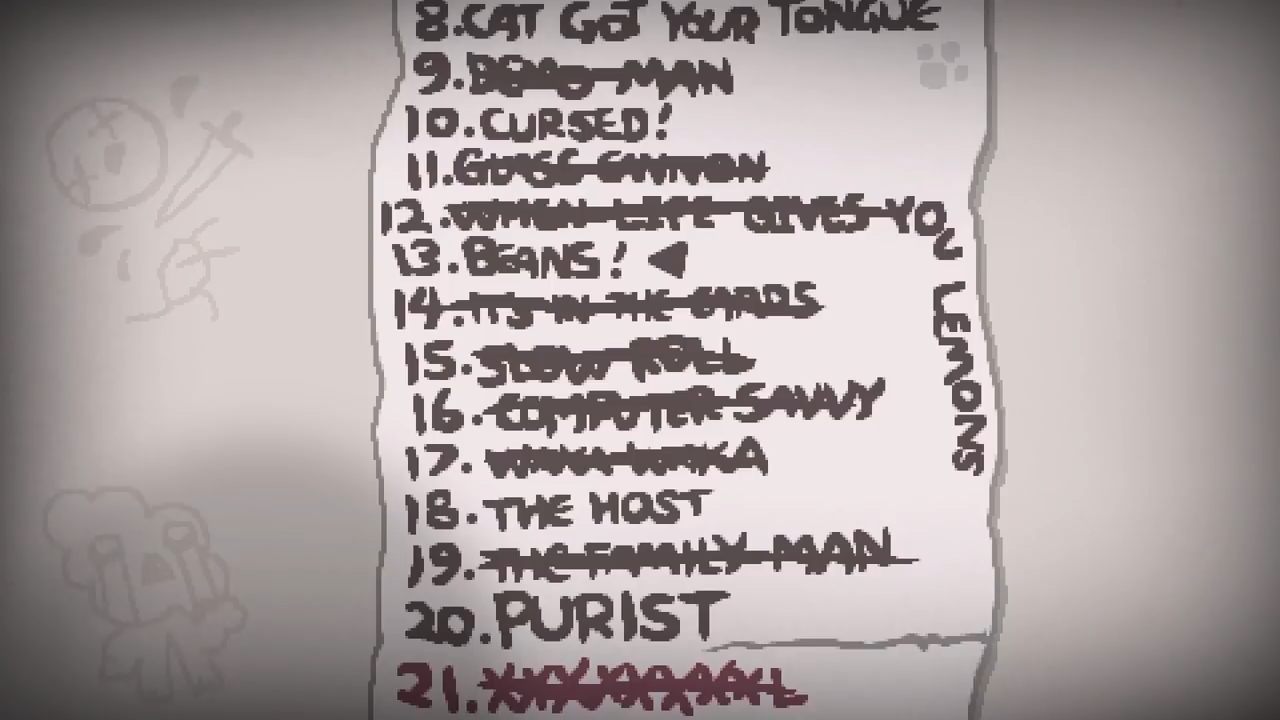 8.CAT GOT YOUR TONGUE
9.DEAD MAN
10.CURSED!
11.GLASS CANNON
12.WHEN LIFE GIVES YOU LEMONS
13.BEANS!
14.ITS IN THE CARDS
15.SLOW ROLL
16.COMPUTER SAVVY
17.WAKA WAKA
18.THE HOST
19.THE FAMILY MAN
20.PURIST
21.